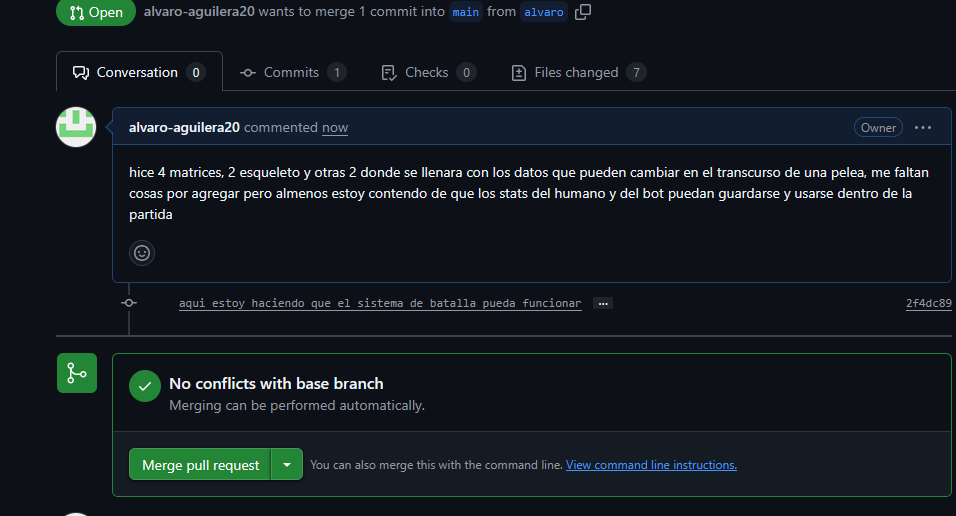 Open alvaro-aguilera20 wants to merge 1 commit into main from alvaro
Conversation 0 Commits 1 Checks 0 Files changed 7
alvaro-aguilera20 commented now Owner ...
hice 4 matrices, 2 esqueleto y otras 2 donde se llenara con los datos que pueden cambiar en el transcurso de una pelea, me faltan
cosas por agregar pero almenos estoy contendo de que los stats del humano y del bot puedan guardarse y usarse dentro de la
partida
aqui estoy haciendo que el sistema de batalla pueda funcionar ... 2f4dc89
No conflicts with base branch
Merging can be performed automatically.
Merge pull request You can also merge this with the command line. View command line instructions.